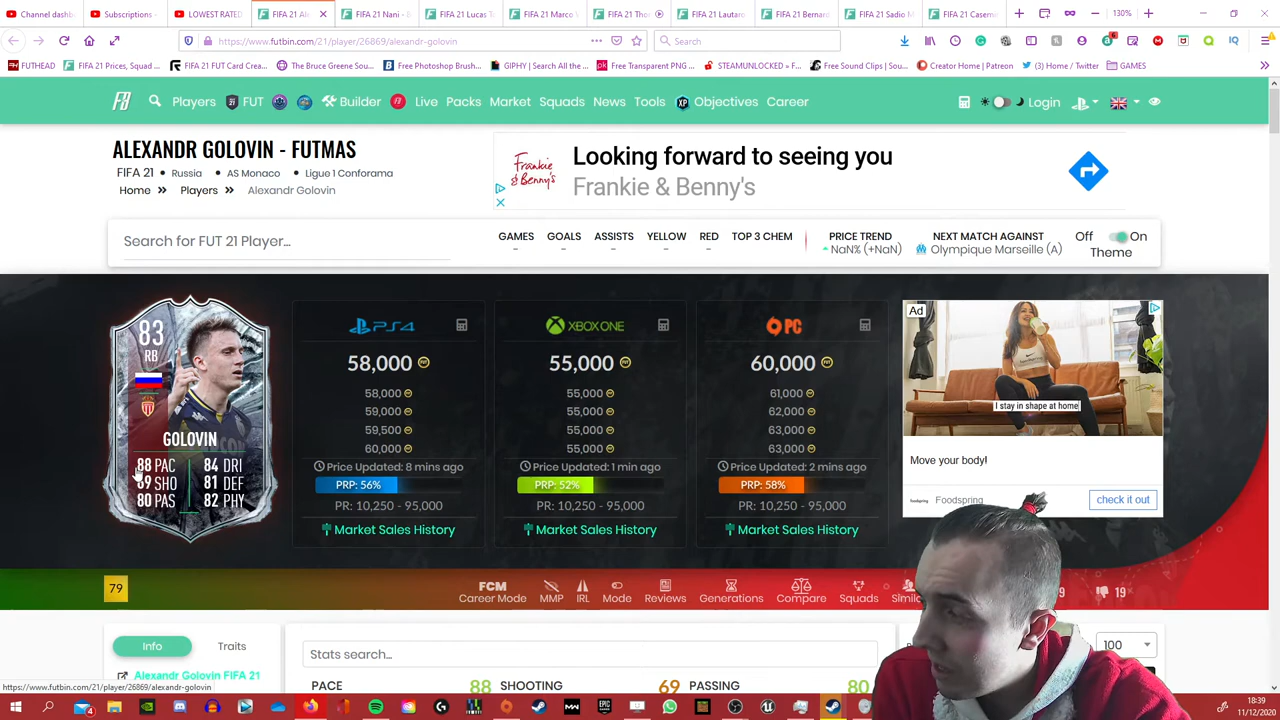 Channel dashb
Subscriptions -
LOWEST RATED
FIFA 21 Al
FIFA 21 Nani - F
FIFA 21 Lucas To
FIFA 21 Marco
FIFA 21 Tho
FIFA 21 Lautaro
FIFA 21 Bernard
FIFA 21 Sadio M
FIFA 21 Casemi
130%
https://www.futbin.com/21/player/26869/alexandr-golovin
Search
FUTHEAD
FIFA 21 Prices, Squad ...
FIFA 21 FUT Card Crea...
The Bruce Greene Sou...
Free Photoshop Brush...
GIPHY | Search All the ...
Free Transparent PNG ...
STEAMUNLOCKED » F...
Free Sound Clips | Sou...
Creator Home | Patreon
(3) Home / Twitter
GAMES
Players
FUT
Builder
Live
Packs
Market
Squads
News
Tools
XP
Objectives
Career
Login
ALEXANDR GOLOVIN - FUTMAS
FIFA 21 • Russia • AS Monaco • Ligue 1 Conforama
Home » Players » Alexandr Golovin
Frankie & Benny's
Looking forward to seeing you
Frankie & Benny's
Search for FUT 21 Player...
GAMES GOALS ASSISTS YELLOW RED TOP 3 CHEM
- - - - - -
PRICE TREND
NaN% (+NaN)
NEXT MATCH AGAINST
Olympique Marseille (A)
Off On
Theme
83
RB
GOLOVIN
88 PAC 84 DRI
69 SHO 81 DEF
80 PAS 82 PHY
PS4
58,000
58,000
59,000
59,500
60,000
Price Updated: 8 mins ago
PRP: 56%
PR: 10,250 - 95,000
Market Sales History
XBOX ONE
55,000
55,000
55,000
55,000
55,000
Price Updated: 1 min ago
PRP: 52%
PR: 10,250 - 95,000
Market Sales History
PC
60,000
61,000
62,000
63,000
63,000
Price Updated: 9 mins ago
PRP: 58%
PR: 10,250 - 95,000
Market Sales History
Ad
I stay in shape at home
Move your body!
Foodspring
check it out
79
FCM
Career Mode
MMP
IRL
Mode
Reviews
Generations
Compare
Squads
Simil
19
Info
Traits
Alexandr Golovin FIFA 21
Stats search...
100
PACE 88 SHOOTING 69 PASSING 80
https://www.futbin.com/21/player/26869/alexandr-golovin
18:39
11/12/2020